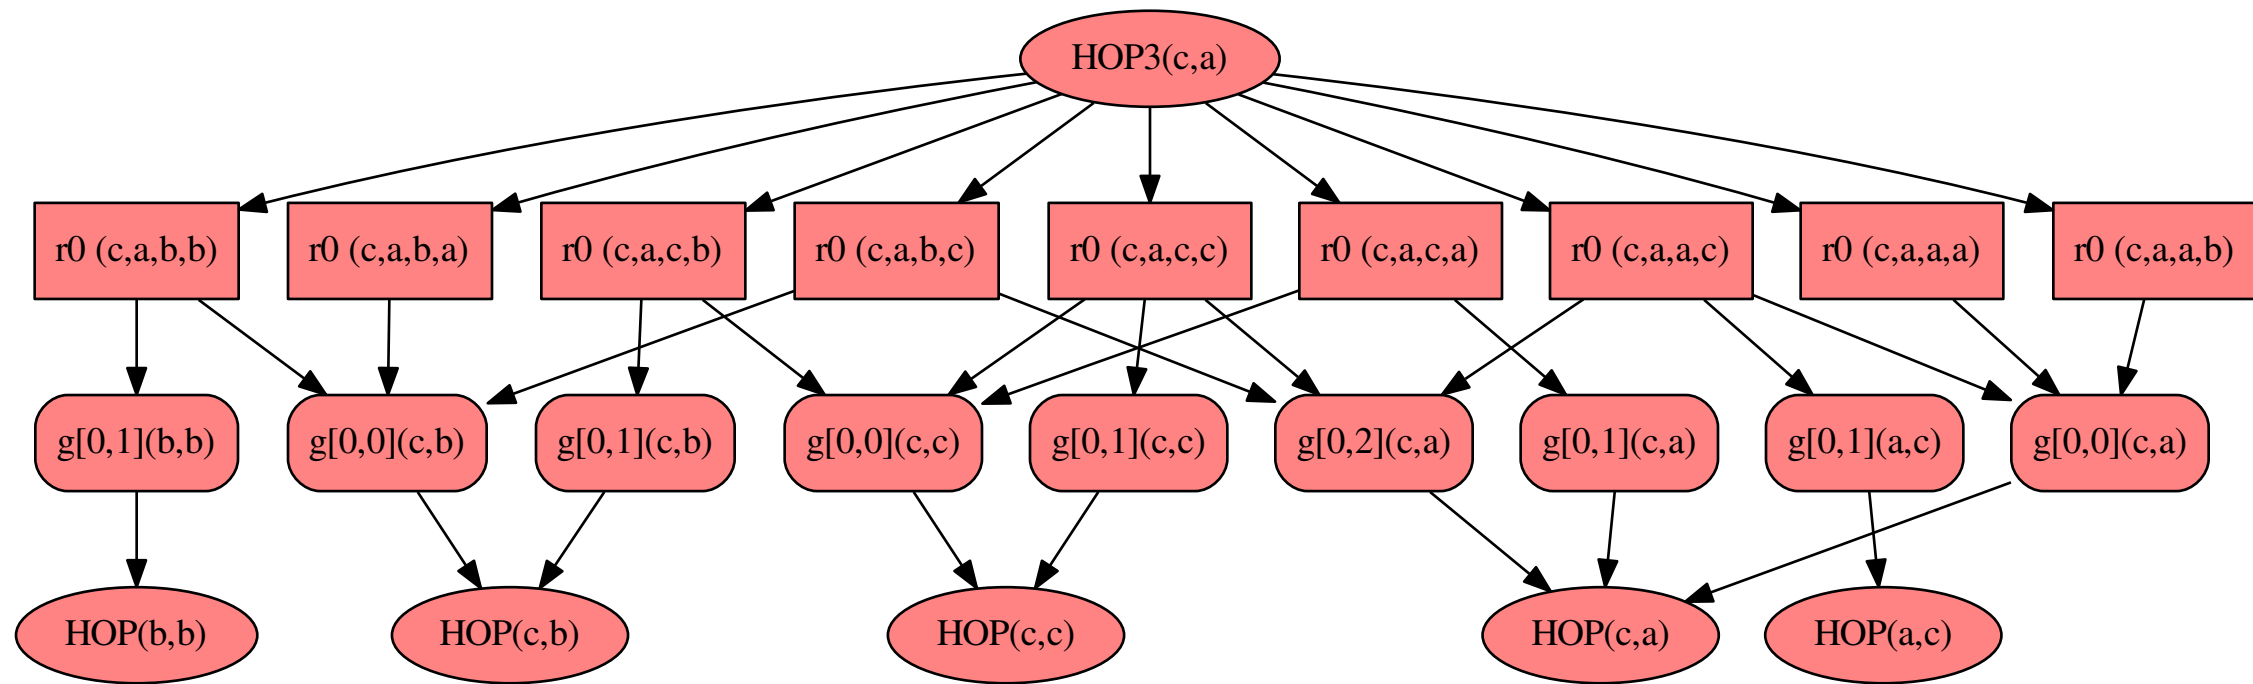 HOP3(c,a)
r0 (c,a,b,b)
r0 (c,a,b,a)
r0 (c,a,c,b)
r0 (c,a,b,c)
r0 (c,a,c,c)
r0 (c,a,c,a)
r0 (c,a,a,c)
r0 (c,a,a,a)
r0 (c,a,a,b)
g[0,1](b,b)
g[0,0](c,b)
g[0,1](c,b)
g[0,0](c,c)
g[0,1](c,c)
g[0,2](c,a)
g[0,1](c,a)
g[0,1](a,c)
g[0,0](c,a)
HOP(b,b)
HOP(c,b)
HOP(c,c)
HOP(c,a)
HOP(a,c)